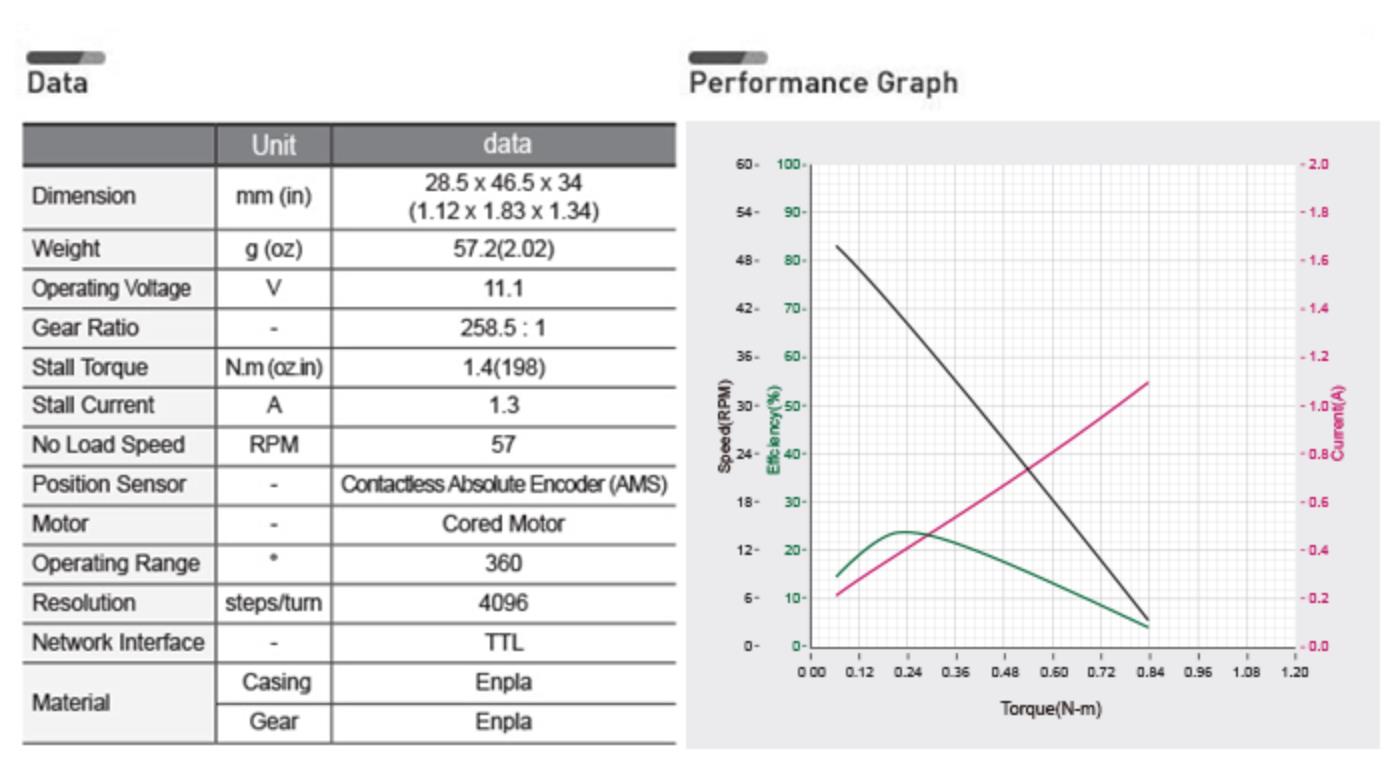 Data
Unit data
Dimension mm (in) 28.5 x 46.5 x 34
(1.12 x 1.83 x 1.34)
Weight g (oz) 57.2(2.02)
Operating Voltage V 11.1
Gear Ratio - 258.5 : 1
Stall Torque N.m (oz.in) 1.4(198)
Stall Current A 1.3
No Load Speed RPM 57
Position Sensor - Contactless Absolute Encoder (AMS)
Motor - Cored Motor
Operating Range ° 360
Resolution steps/turn 4096
Network Interface - TTL
Material Casing Enpla
Gear Enpla
Performance Graph
60- 100- - 2.0
54- 90- - 1.8
48- 80- - 1.6
42- 70- - 1.4
36- 60- - 1.2
30- 50- - 1.0
24- 40- - 0.8
18- 30- - 0.6
12- 20- - 0.4
6- 10- - 0.2
0- 0- - 0.0
Speed(RPM)
Efficiency(%)
Current(A)
0.00 0.12 0.24 0.36 0.48 0.60 0.72 0.84 0.96 1.08 1.20
Torque(N-m)